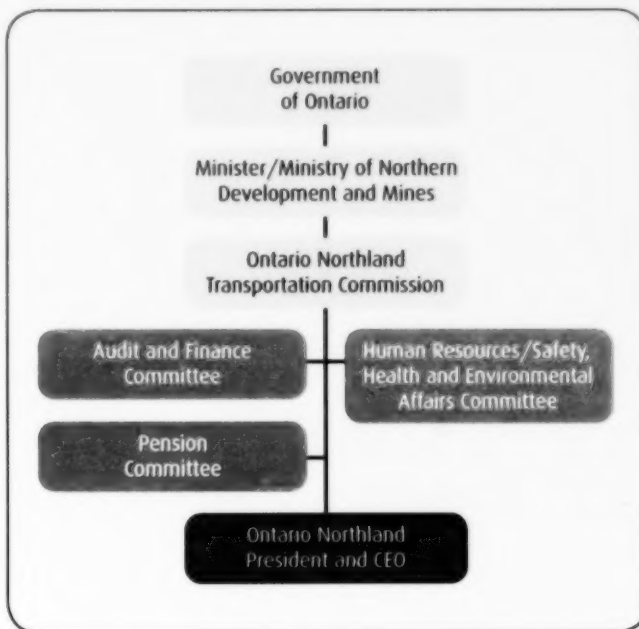 Government
of Ontario
Minister/Ministry of Northern
Development and Mines
Ontario Northland
Transportation Commission
Audit and Finance
Committee
Human Resources/Safety,
Health and Environmental
Affairs Committee
Pension
Committee
Ontario Northland
President and CEO